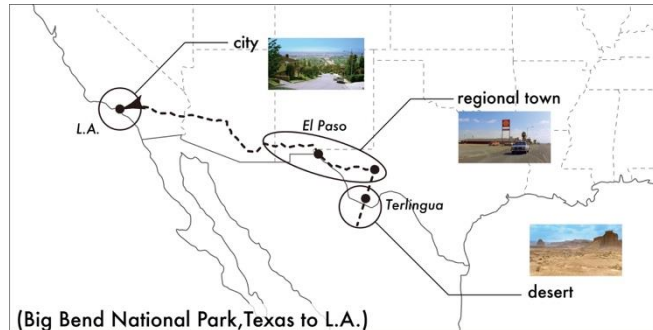 city
L.A.
El Paso
regional town
Terlingua
desert
(Big Bend National Park,Texas to L.A.)